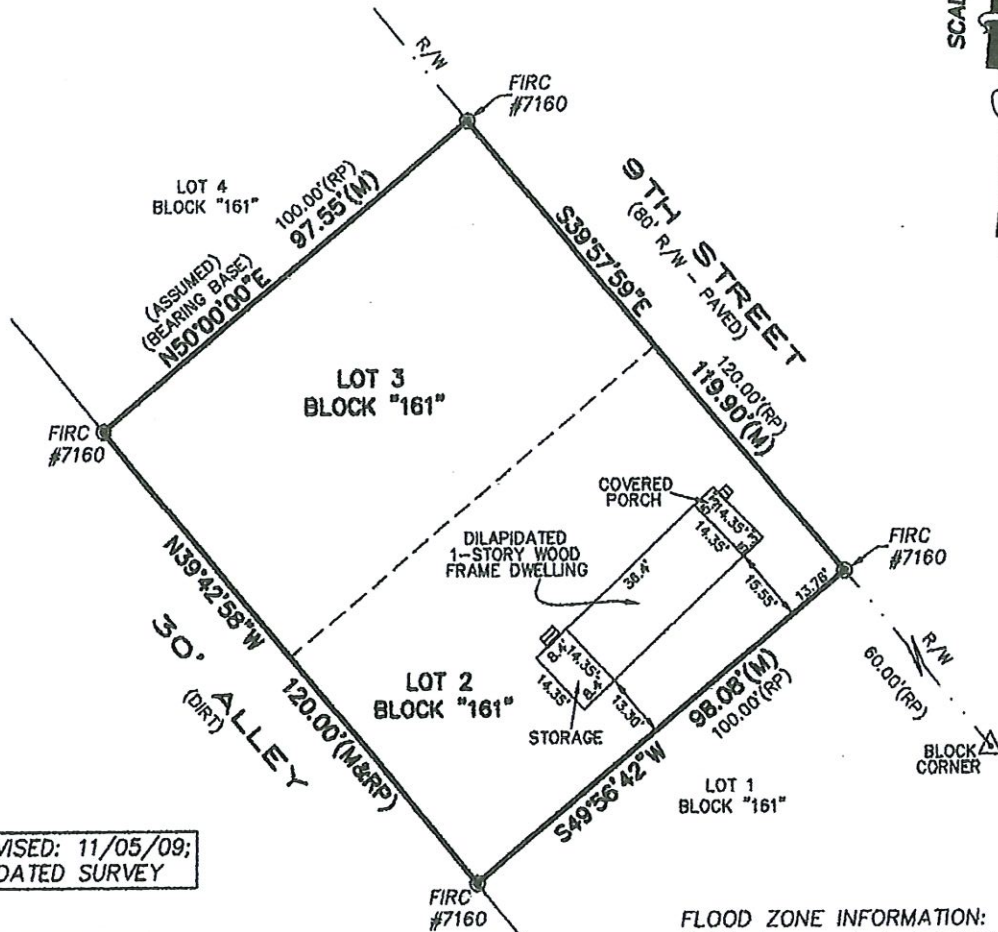 SCAL
R/W
FIRC
#7160
LOT 4
BLOCK "161"
100.00'(RP)
97.55'(M)
(ASSUMED)
(BEARING BASE)
N50°00'00"E
9TH STREET
(80' R/W - PAVED)
S39°57'59"E
120.00'(RP)
119.90'(M)
LOT 3
BLOCK "161"
FIRC
#7160
COVERED
PORCH
14.35'
14.35'
DILAPIDATED
1-STORY WOOD
FRAME DWELLING
36.4'
15.55'
13.76'
FIRC
#7160
R/W
60.00'(RP)
BLOCK
CORNER
N39°42'58"W
30' ALLEY
(DIRT)
120.00'(M&RP)
LOT 2
BLOCK "161"
8.4'
14.35'
14.35'
8.4'
13.30'
STORAGE
98.08'(M)
100.00'(RP)
S49°56'42"W
LOT 1
BLOCK "161"
VISED: 11/05/09;
DATED SURVEY
FIRC
#7160
FLOOD ZONE INFORMATION: